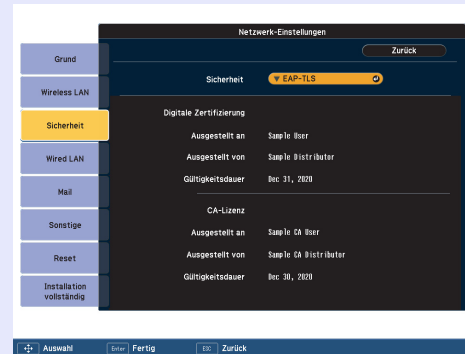 Netzwerk-Einstellungen
Zurück
Grund
Wireless LAN
Sicherheit
Wired LAN
Mail
Sonstige
Reset
Installation
vollständig
Sicherheit EAP-TLS
Digitale Zertifizierung
Ausgestellt an Sample User
Ausgestellt von Sample Distributor
Gültigkeitsdauer Dec 31, 2020
CA-Lizenz
Ausgestellt an Sample CA User
Ausgestellt von Sample CA Distributor
Gültigkeitsdauer Dec 30, 2020
Auswahl Enter Fertig ESC Zurück